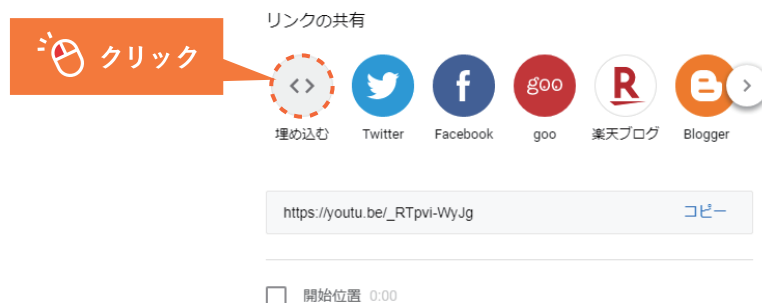 リンクの共有
クリック
goo
R
埋め込む
Twitter
Facebook
goo
楽天ブログ
Blogger
https://youtu.be/_RTpvi-WyJg
コピー
開始位置 0:00